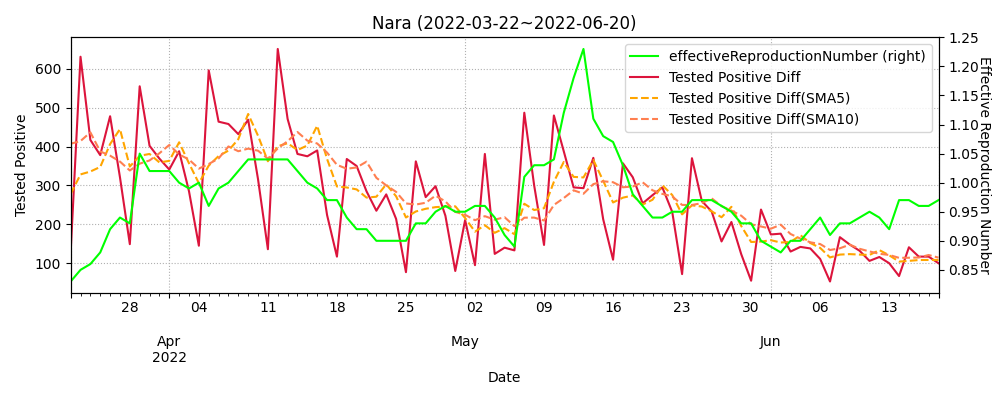 Nara (2022-03-22~2022-06-20)
effectiveReproductionNumber (right)
Tested Positive Diff
Tested Positive Diff(SMA5)
Tested Positive Diff(SMA10)
Tested Positive
600
500
400
300
200
100
1.25
1.20
1.15
1.10
1.05
1.00
0.95
0.90
0.85
Effective Reproduction Number
28 04 11 18 25 02 09 16 23 30 06 13
Apr May Jun
2022
Date